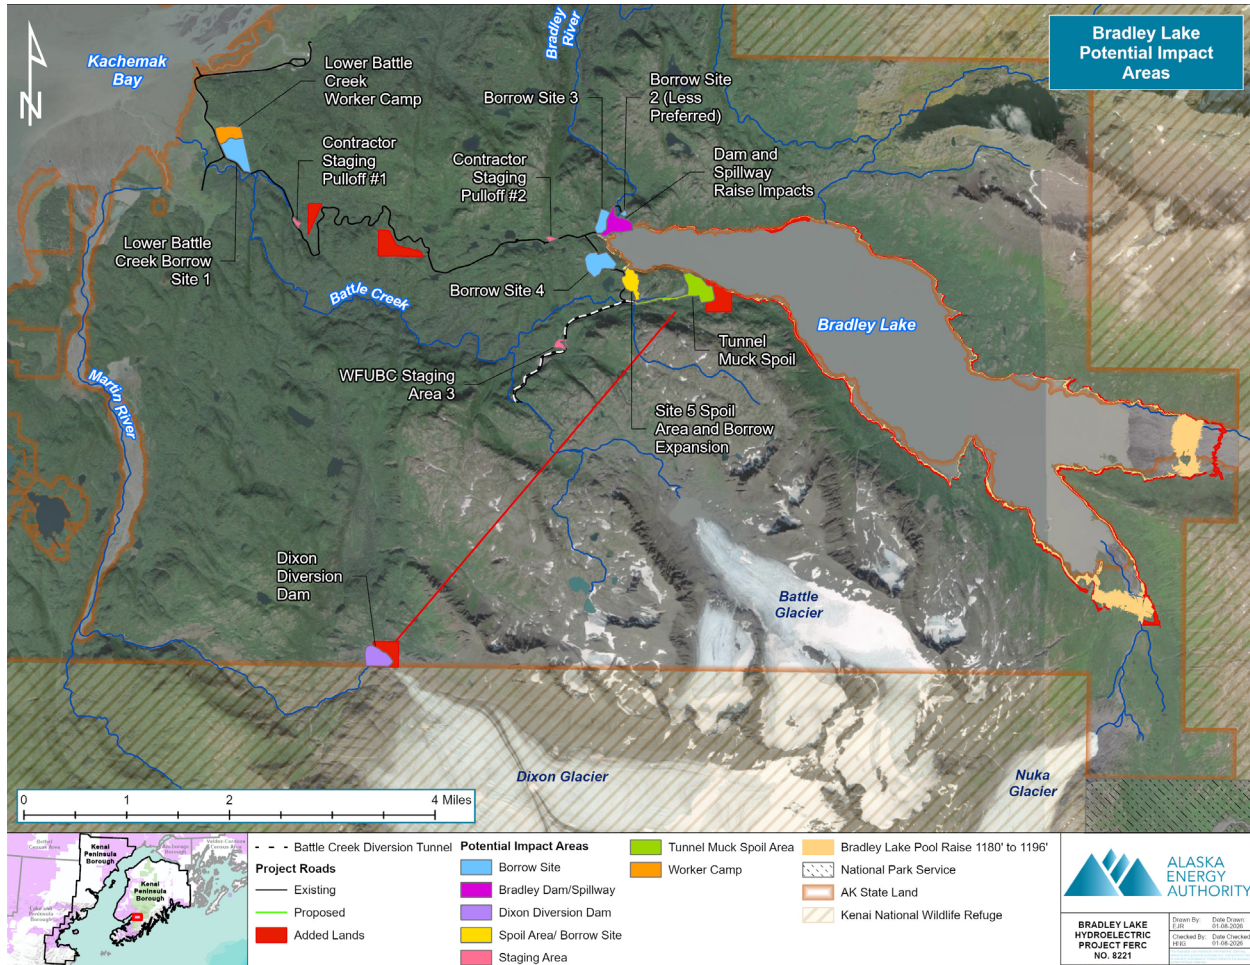 Bradley Lake
Potential Impact
Areas
Kachemak
Bay
N
Bradley
River
Lower Battle
Creek
Worker Camp
Borrow Site 3
Borrow Site
2 (Less
Preferred)
Contractor
Staging
Pulloff #1
Contractor
Staging
Pulloff #2
Dam and
Spillway
Raise Impacts
Lower Battle
Creek Borrow
Site 1
Borrow Site 4
Battle Creek
Bradley Lake
Tunnel
Muck Spoil
WFUBC Staging
Area 3
Martin River
Site 5 Spoil
Area and Borrow
Expansion
Dixon
Diversion
Dam
Battle
Glacier
Dixon Glacier
Nuka
Glacier
0 1 2 4 Miles
Kenai
Peninsula
Borough
Kenai
Peninsula
Borough
Battle Creek Diversion Tunnel
Project Roads
Existing
Proposed
Added Lands
Potential Impact Areas
Borrow Site
Bradley Dam/Spillway
Dixon Diversion Dam
Spoil Area/ Borrow Site
Staging Area
Tunnel Muck Spoil Area
Worker Camp
Bradley Lake Pool Raise 1180' to 1196'
National Park Service
AK State Land
Kenai National Wildlife Refuge
ALASKA
ENERGY
AUTHORITY
BRADLEY LAKE
HYDROELECTRIC
PROJECT FERC
NO. 8221
Drawn By: Date Drawn:
EJR 01-08-2026
Checked By: Date Checked:
HNG 01-08-2026